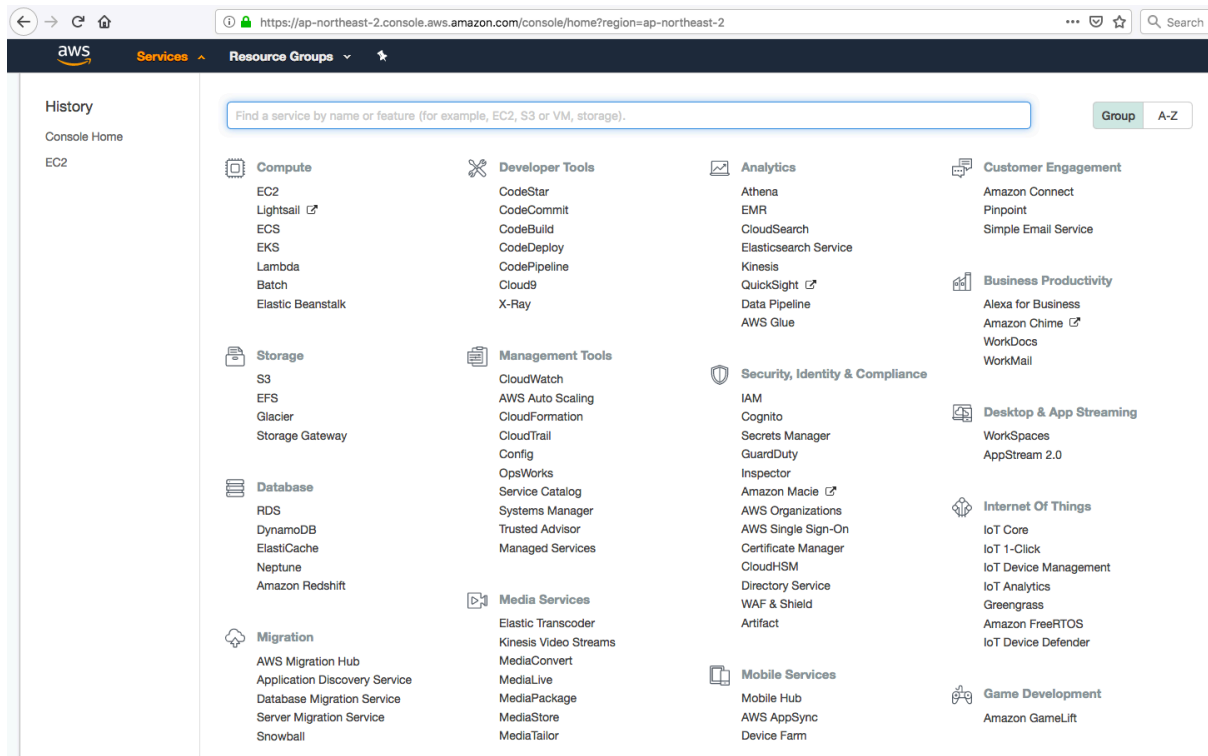 https://ap-northeast-2.console.aws.amazon.com/console/home?region=ap-northeast-2
Search
aws
Services
Resource Groups
History
Console Home
EC2
Find a service by name or feature (for example, EC2, S3 or VM, storage).
Group
A-Z
Compute
EC2
Lightsail
ECS
EKS
Lambda
Batch
Elastic Beanstalk
Storage
S3
EFS
Glacier
Storage Gateway
Database
RDS
DynamoDB
ElastiCache
Neptune
Amazon Redshift
Migration
AWS Migration Hub
Application Discovery Service
Database Migration Service
Server Migration Service
Snowball
Developer Tools
CodeStar
CodeCommit
CodeBuild
CodeDeploy
CodePipeline
Cloud9
X-Ray
Management Tools
CloudWatch
AWS Auto Scaling
CloudFormation
CloudTrail
Config
OpsWorks
Service Catalog
Systems Manager
Trusted Advisor
Managed Services
Media Services
Elastic Transcoder
Kinesis Video Streams
MediaConvert
MediaLive
MediaPackage
MediaStore
MediaTailor
Analytics
Athena
EMR
CloudSearch
Elasticsearch Service
Kinesis
QuickSight
Data Pipeline
AWS Glue
Security, Identity & Compliance
IAM
Cognito
Secrets Manager
GuardDuty
Inspector
Amazon Macie
AWS Organizations
AWS Single Sign-On
Certificate Manager
CloudHSM
Directory Service
WAF & Shield
Artifact
Mobile Services
Mobile Hub
AWS AppSync
Device Farm
Customer Engagement
Amazon Connect
Pinpoint
Simple Email Service
Business Productivity
Alexa for Business
Amazon Chime
WorkDocs
WorkMail
Desktop & App Streaming
WorkSpaces
AppStream 2.0
Internet Of Things
IoT Core
IoT 1-Click
IoT Device Management
IoT Analytics
Greengrass
Amazon FreeRTOS
IoT Device Defender
Game Development
Amazon GameLift